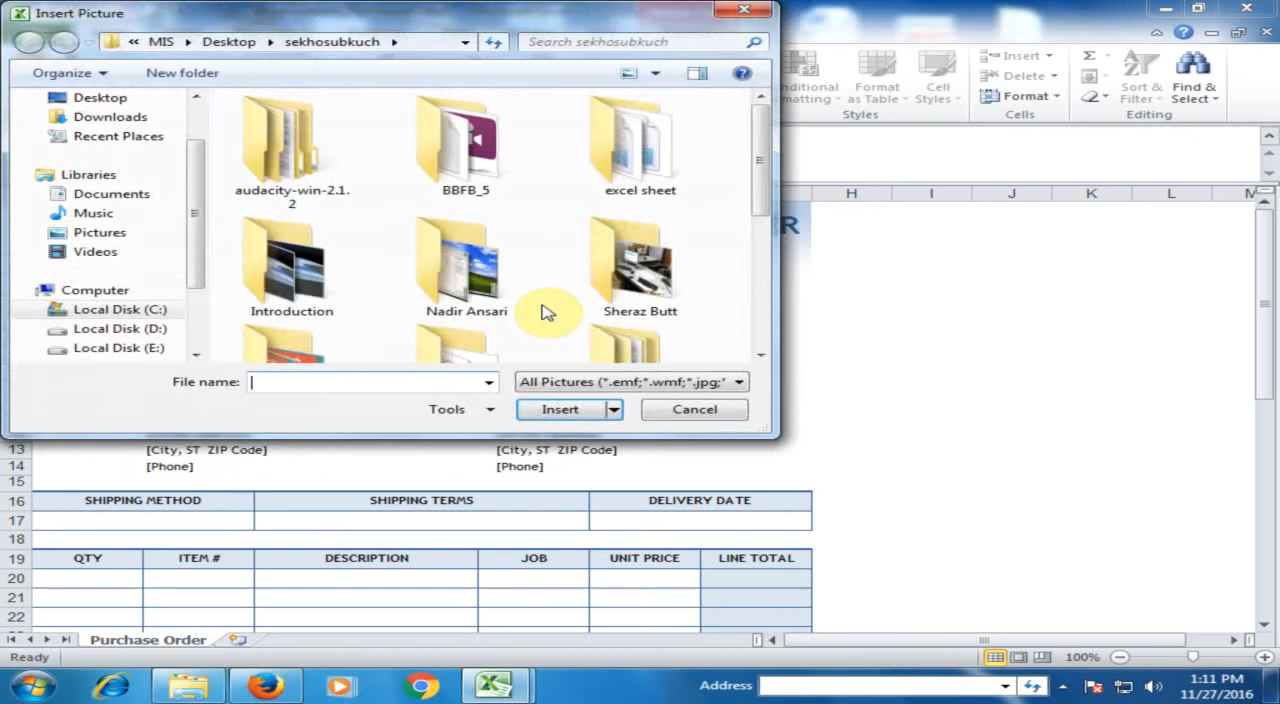 Insert Picture
« MIS ▸ Desktop ▸ sekhosubkuch ▸
Search sekhosubkuch
Organize
New folder
Desktop
Downloads
Recent Places
Libraries
Documents
Music
Pictures
Videos
Computer
Local Disk (C:)
Local Disk (D:)
Local Disk (E:)
audacity-win-2.1.
2
BBFB_5
excel sheet
Introduction
Nadir Ansari
Sheraz Butt
File name:
All Pictures (*.emf;*.wmf;*.jpg;*
Tools
Insert
Cancel
Format
as Table
Cell
Styles
Styles
Insert
Delete
Format
Cells
Σ
Sort &
Filter
Find &
Select
Editing
H I J K L M
R
13 [City, ST ZIP Code] [City, ST ZIP Code]
14 [Phone] [Phone]
15
16 SHIPPING METHOD SHIPPING TERMS DELIVERY DATE
17
18
19 QTY ITEM # DESCRIPTION JOB UNIT PRICE LINE TOTAL
20
21
22
Purchase Order
Ready
100%
Address
1:11 PM
11/27/2016